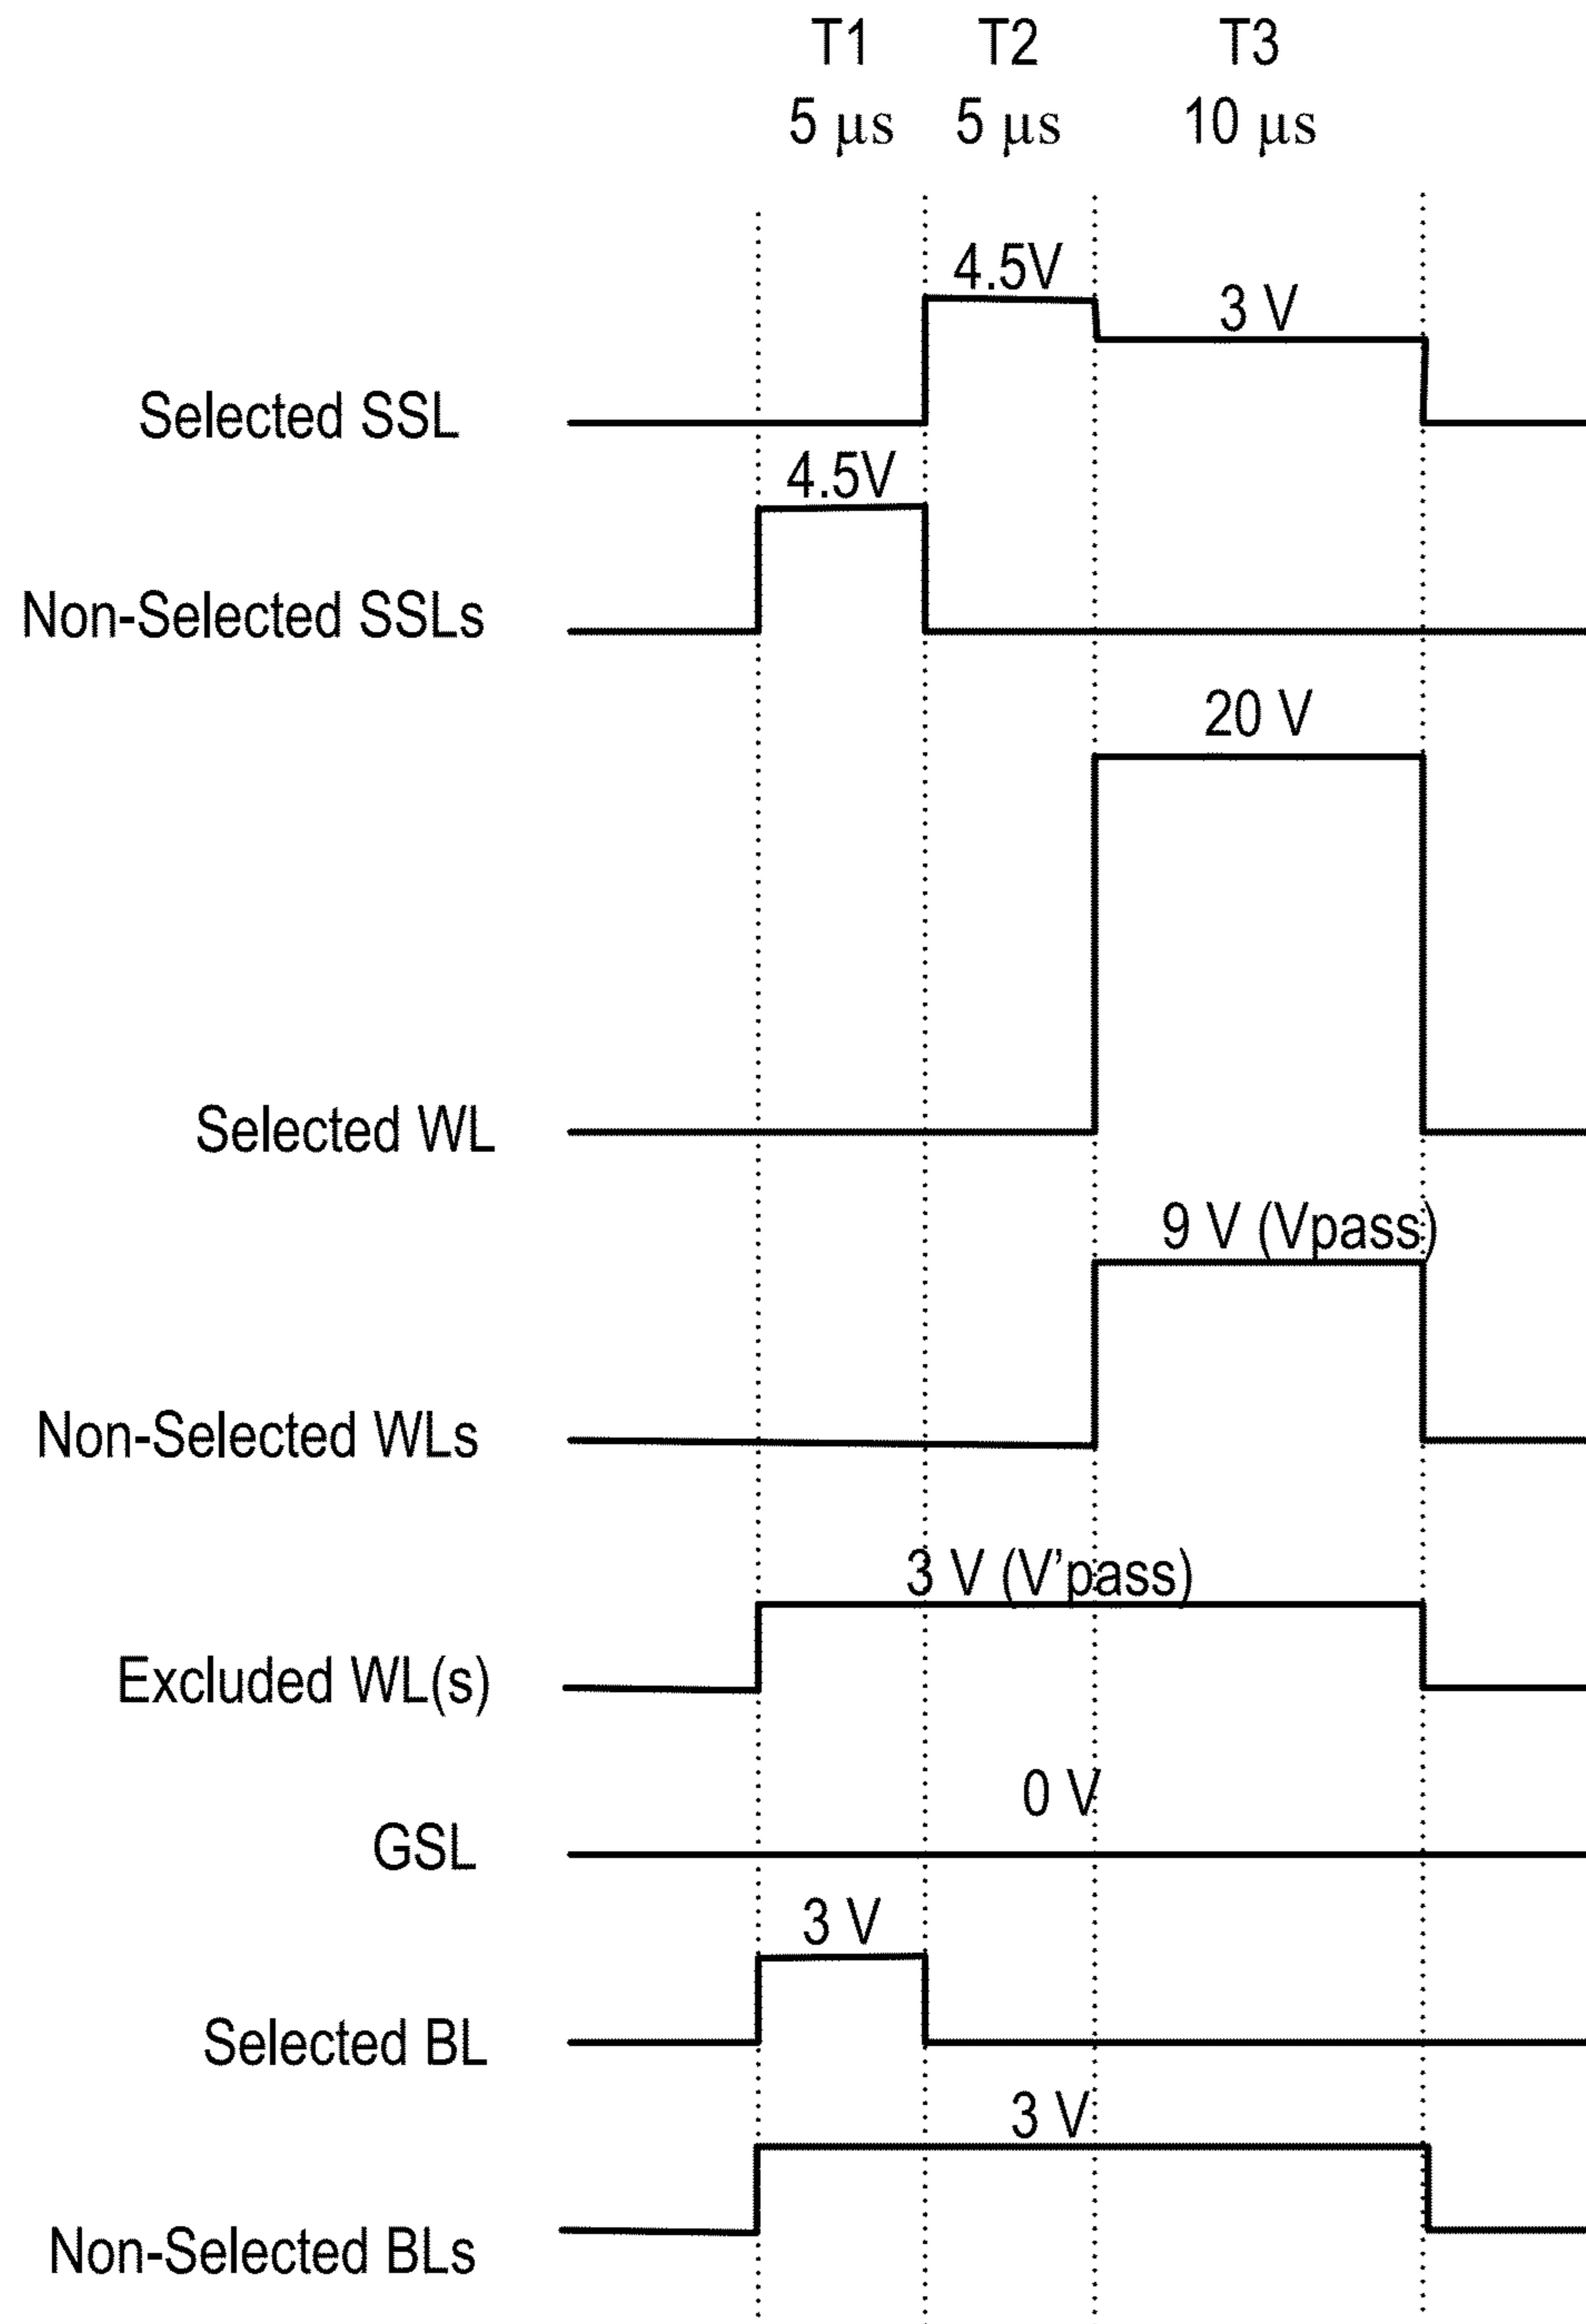 T1 T2 T3
5 μs 5 μs 10 μs
4.5V
3 V
Selected SSL
4.5V
Non-Selected SSLs
20 V
Selected WL
9 V (Vpass)
Non-Selected WLs
3 V (V’pass)
Excluded WL(s)
0 V
GSL
3 V
Selected BL
3 V
Non-Selected BLs